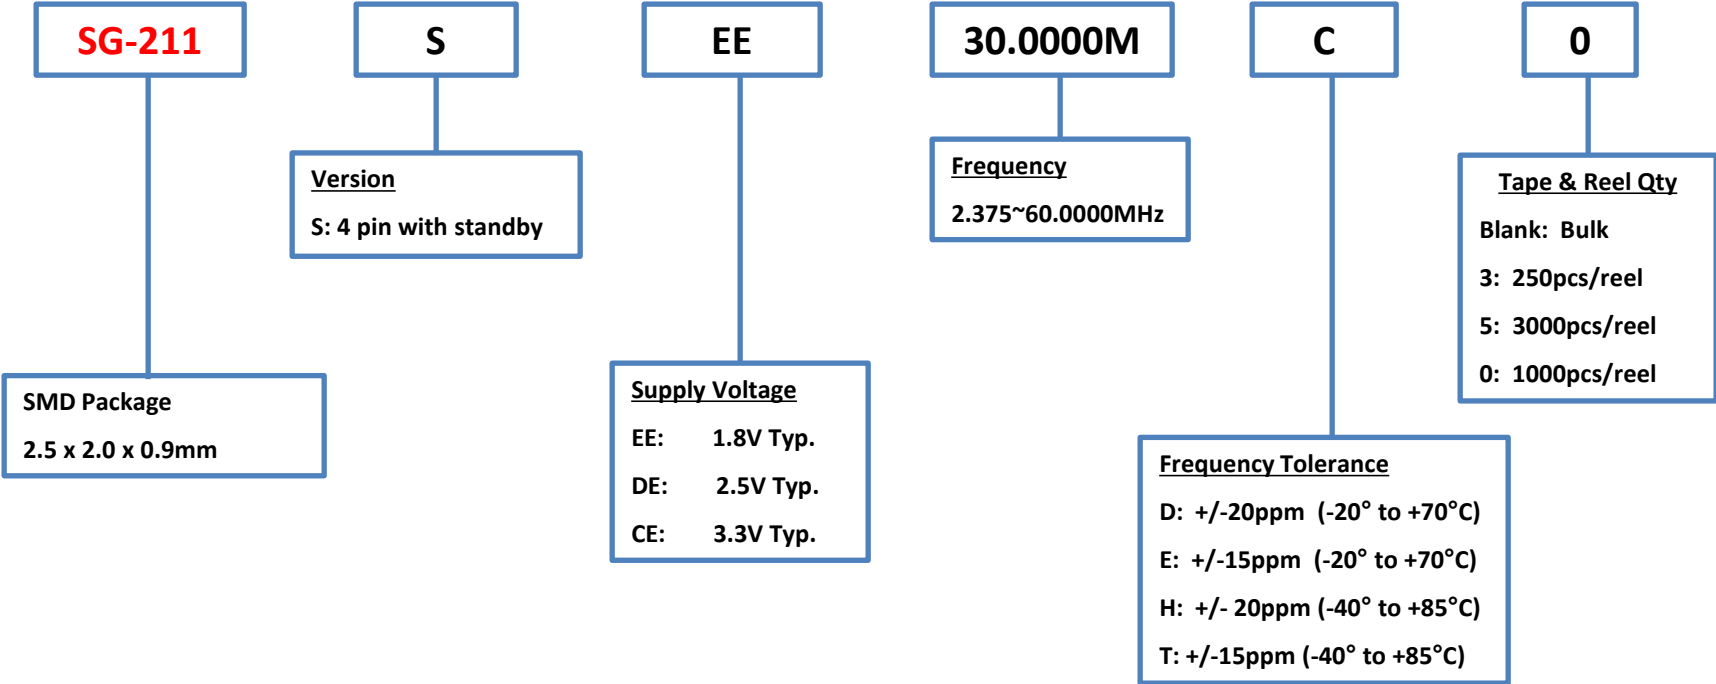 SG-211
S
EE
30.0000M
C
0
Version
S: 4 pin with standby
Frequency
2.375~60.0000MHz
Tape & Reel Qty
Blank: Bulk
3: 250pcs/reel
5: 3000pcs/reel
0: 1000pcs/reel
SMD Package
2.5 x 2.0 x 0.9mm
Supply Voltage
EE: 1.8V Typ.
DE: 2.5V Typ.
CE: 3.3V Typ.
Frequency Tolerance
D: +/-20ppm (-20° to +70°C)
E: +/-15ppm (-20° to +70°C)
H: +/- 20ppm (-40° to +85°C)
T: +/-15ppm (-40° to +85°C)